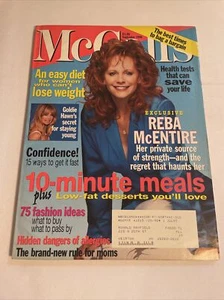 McCall's
The best times
to bag a bargain
An easy diet
for women
who can't
lose weight
Health tests
that can
save your
life
Goldie
Hawn's secret
for staying
young
EXCLUSIVE
REBA
McENTIRE
Her private source
of strength—and the
regret that haunts her
Confidence!
15 ways to get it fast
10-minute meals
plus Low-fat desserts you'll love
75 fashion ideas
what to buy
what to pass by
Hidden dangers of
The brand-new rule for moms